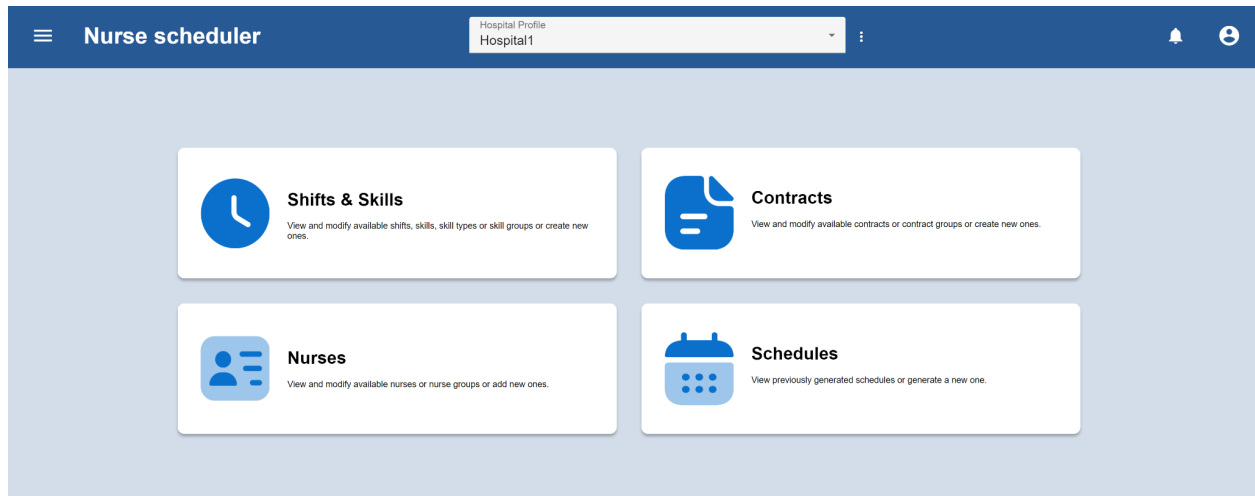 Nurse scheduler
Hospital Profile
Hospital1
Shifts & Skills
View and modify available shifts, skills, skill types or skill groups or create new
ones.
Contracts
View and modify available contracts or contract groups or create new ones.
Nurses
View and modify available nurses or nurse groups or add new ones.
Schedules
View previously generated schedules or generate a new one.